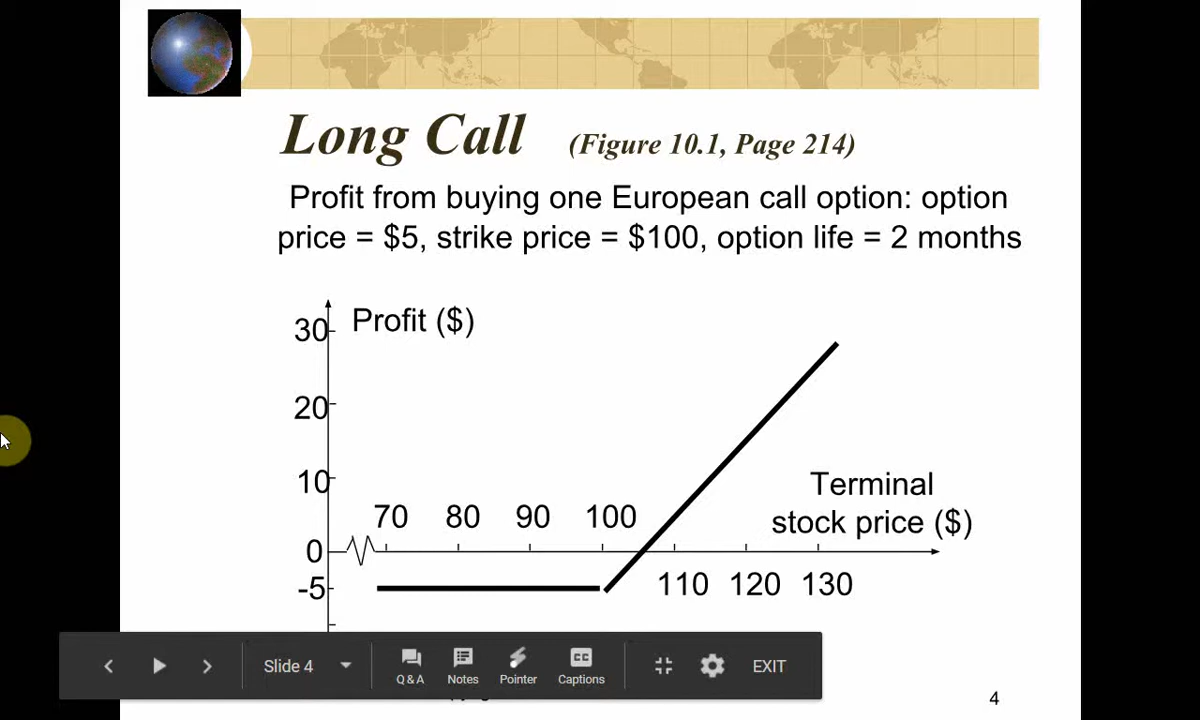 Long Call (Figure 10.1, Page 214)
Profit from buying one European call option: option
price = $5, strike price = $100, option life = 2 months
30 Profit ($)
20
10
Terminal
stock price ($)
70 80 90 100
0
-5
110 120 130
Slide 4
Q & A Notes Pointer Captions
CC
EXIT
4